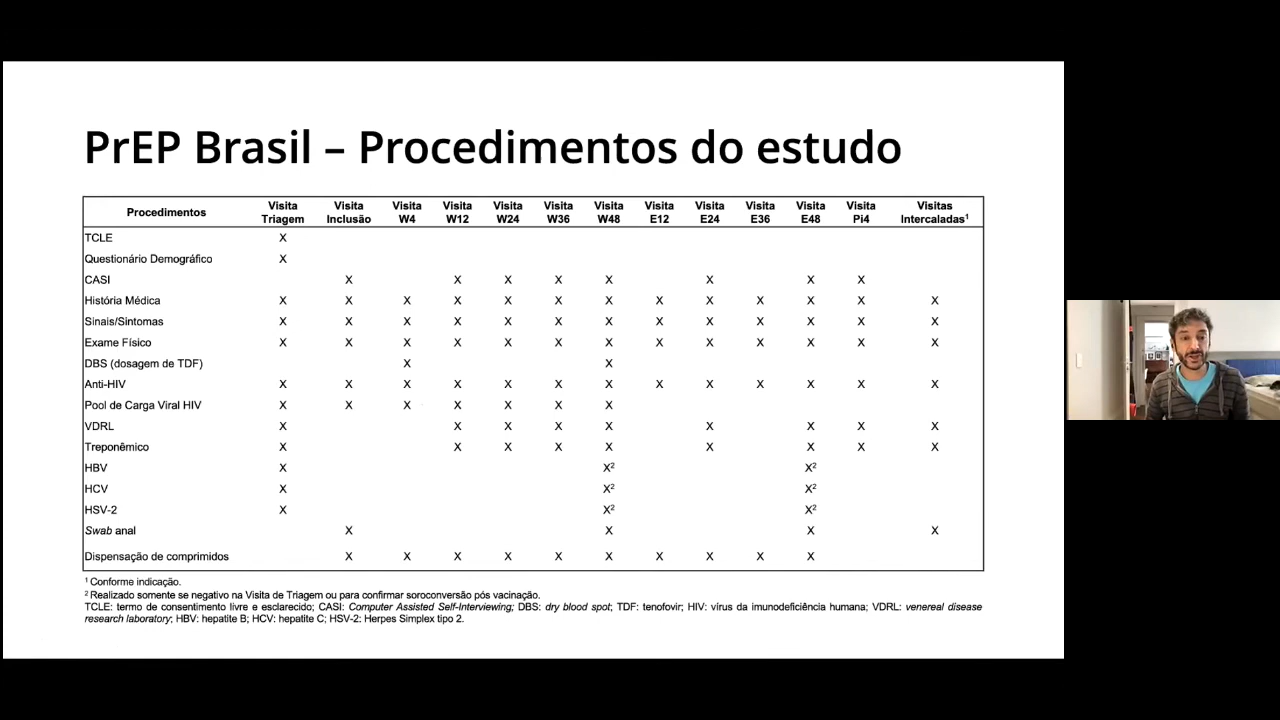 PrEP Brasil – Procedimentos do estudo
Procedimentos Visita Triagem Visita Inclusão Visita W4 Visita W12 Visita W24 Visita W36 Visita W48 Visita E12 Visita E24 Visita E36 Visita E48 Visita Pi4 Visitas Intercaladas¹
TCLE X
Questionário Demográfico X
CASI X X X X X X X X
História Médica X X X X X X X X X X X X X
Sinais/Sintomas X X X X X X X X X X X X X
Exame Físico X X X X X X X X X X X X X
DBS (dosagem de TDF) X X
Anti-HIV X X X X X X X X X X X X X
Pool de Carga Viral HIV X X X X X X X
VDRL X X X X X X X X X
Treponêmico X X X X X X X X X
HBV X X² X²
HCV X X² X²
HSV-2 X X² X²
Swab anal X X X X
Dispensação de comprimidos X X X X X X X X X X
¹ Conforme indicação.
² Realizado somente se negativo na Visita de Triagem ou para confirmar soroconversão pós vacinação.
TCLE: termo de consentimento livre e esclarecido; CASI: Computer Assisted Self-Interviewing; DBS: dry blood spot; TDF: tenofovir; HIV: vírus da imunodeficiência humana; VDRL: venereal disease
research laboratory; HBV: hepatite B; HCV: hepatite C; HSV-2: Herpes Simplex tipo 2.